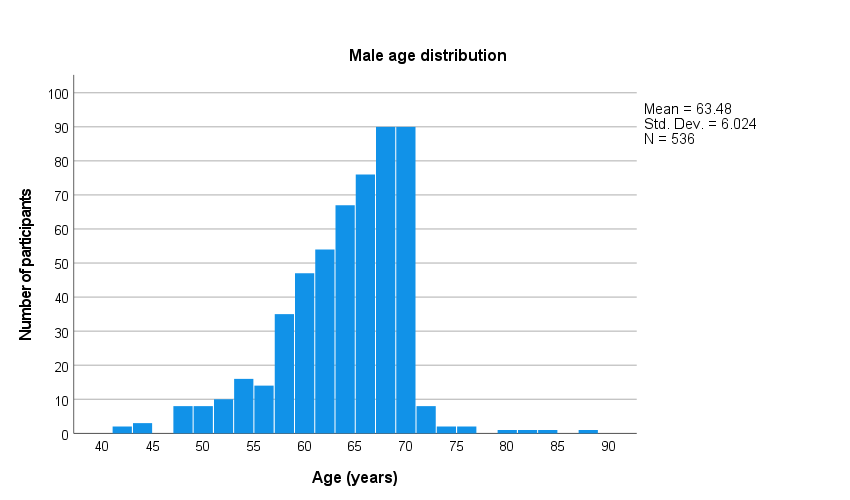 Male age distribution
100
90
80
70
60
50
40
30
20
10
0
Number of participants
40 45 50 55 60 65 70 75 80 85 90
Age (years)
Mean = 63.48
Std. Dev. = 6.024
N = 536